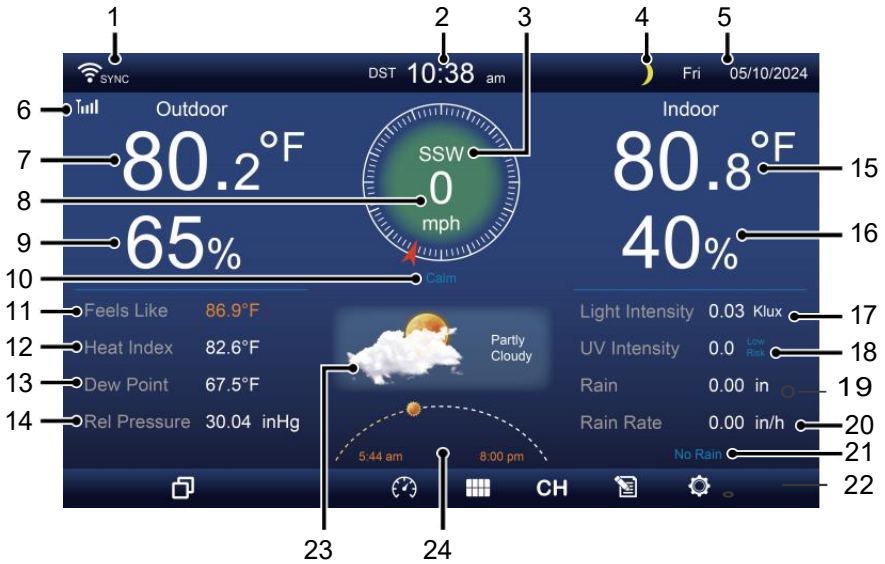 1 2 3 4 5
SYNC DST 10:38 am Fri 05/10/2024
6 Outdoor Indoor
7 80.2°F SSW 80.8°F 15
8 0
mph
9 65% 40% 16
10 Calm
11 Feels Like 86.9°F Light Intensity 0.03 Klux 17
12 Heat Index 82.6°F Partly Cloudy UV Intensity 0.0 Low Risk 18
13 Dew Point 67.5°F Rain 0.00 in 19
14 Rel Pressure 30.04 inHg Rain Rate 0.00 in/h 20
5:44 am 8:00 pm No Rain 21
CH 22
23 24